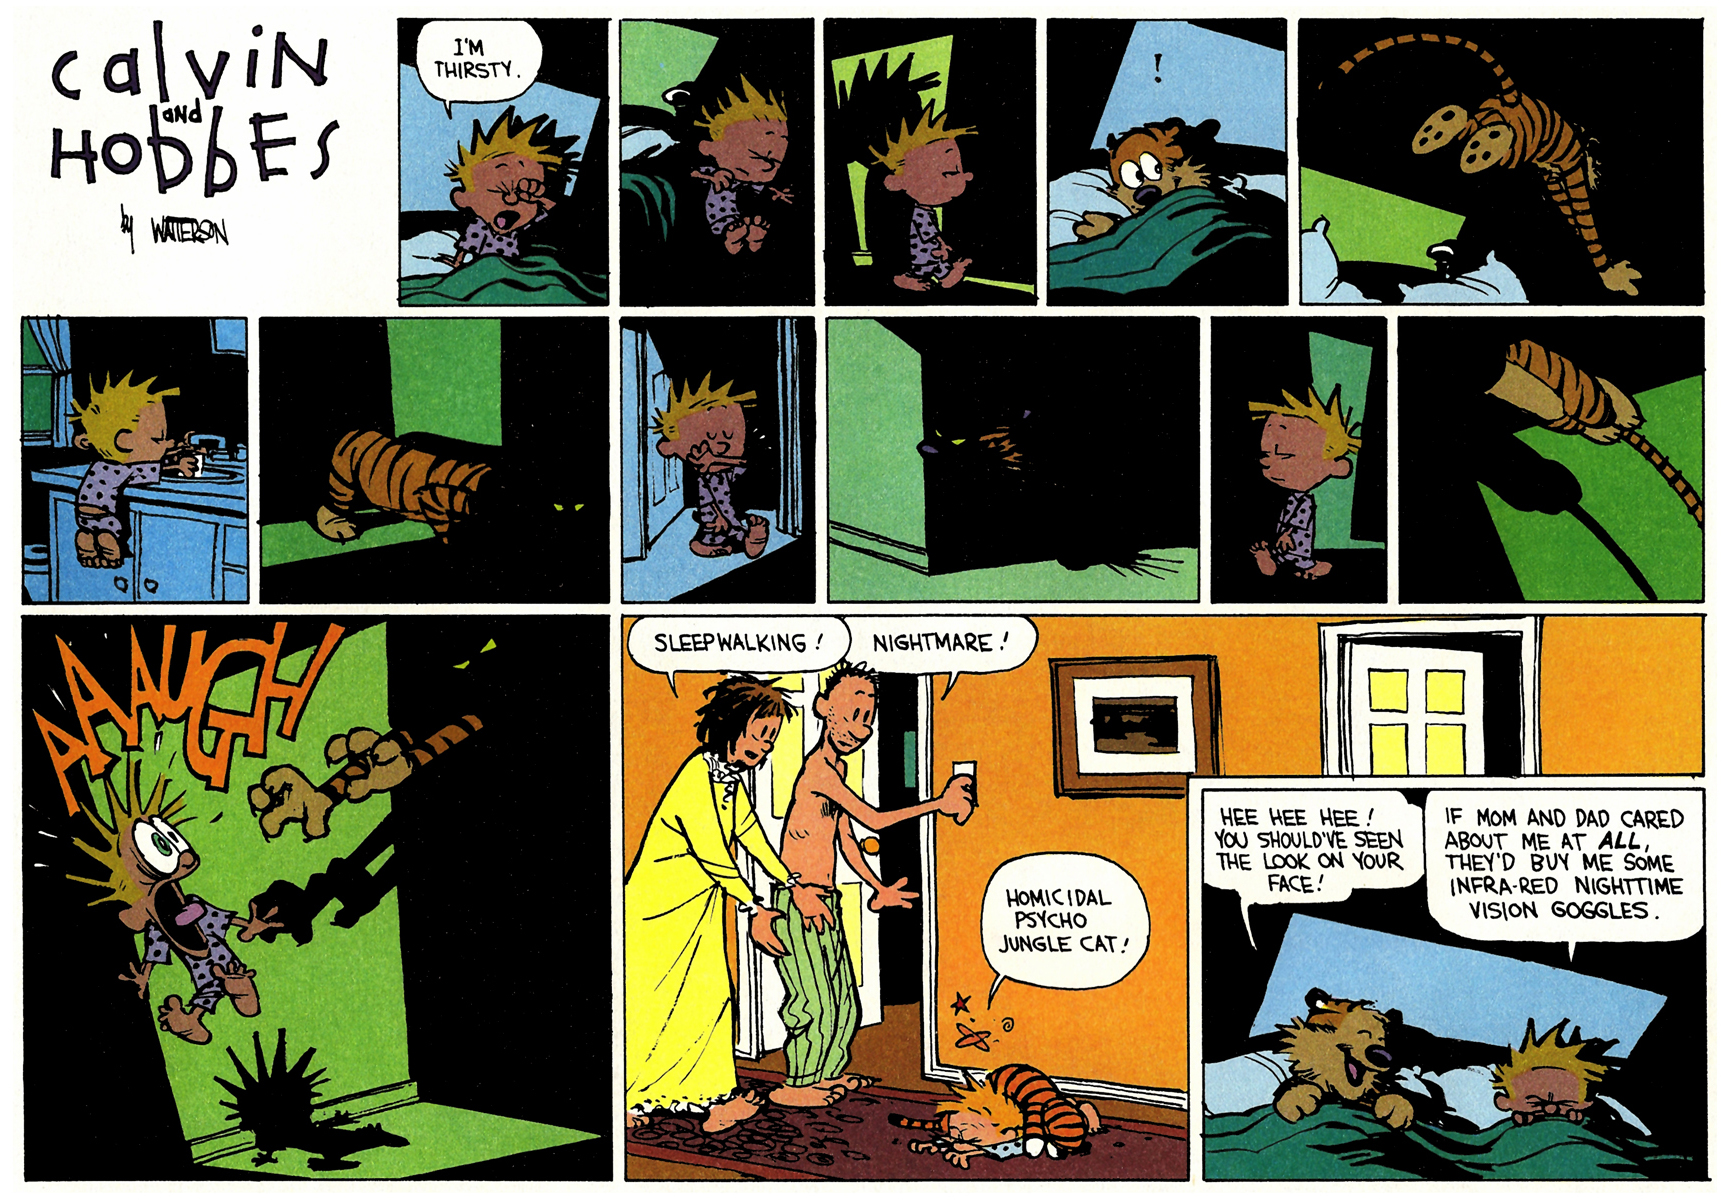 calviN
and
HObbEs
by WATTERSON
I'M
THIRSTY.
!
AAAUGH
SLEEPWALKING!
NIGHTMARE!
HOMICIDAL
PSYCHO
JUNGLE CAT!
HEE HEE HEE!
YOU SHOULD'VE SEEN
THE LOOK ON YOUR
FACE!
IF MOM AND DAD CARED
ABOUT ME AT ALL,
THEY'D BUY ME SOME
INFRA-RED NIGHTTIME
VISION GOGGLES.